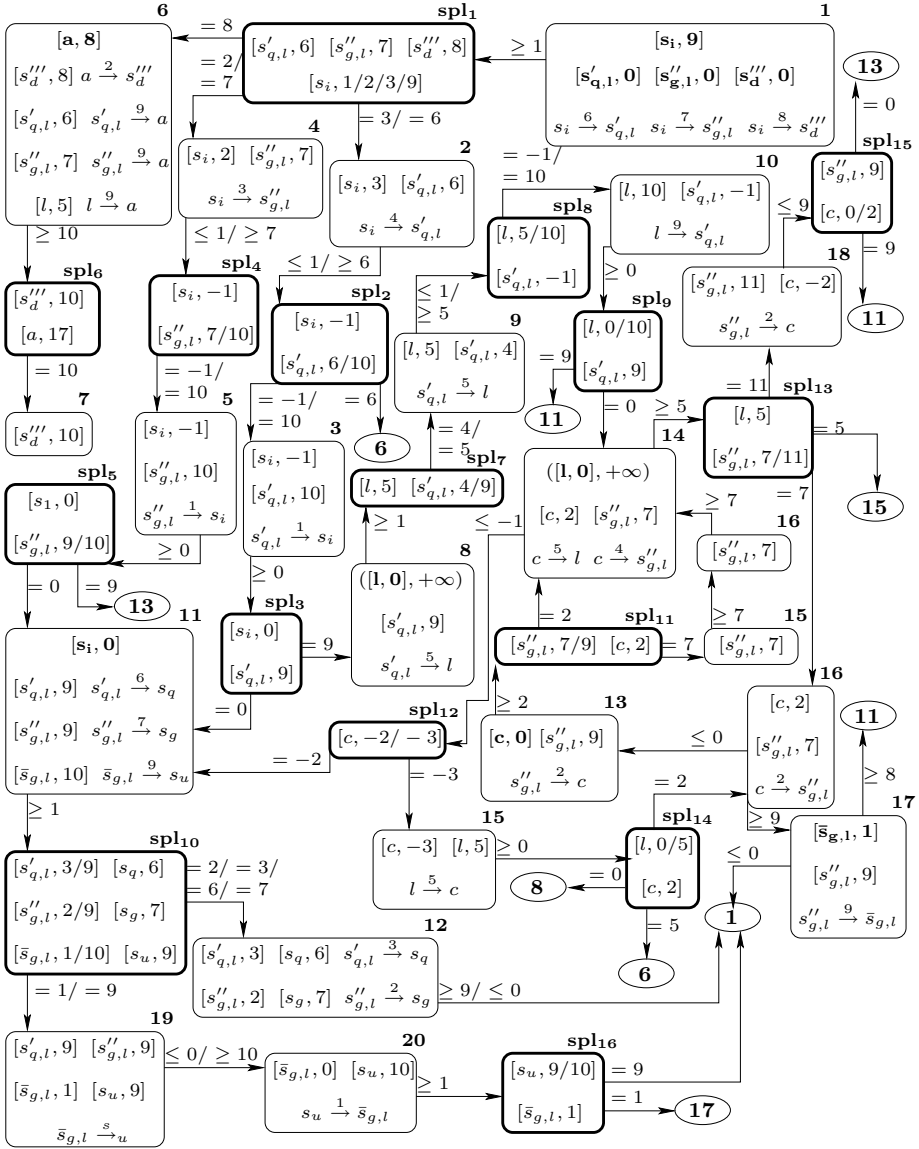 6
[a, 8]
[s'''_d, 8] a →^2 s'''_d
[s'_{q,l}, 6] s'_{q,l} →^9 a
[s''_{g,l}, 7] s''_{g,l} →^9 a
[l, 5] l →^9 a
= 8
= 2/
= 7
spl_1
[s'_{q,l}, 6] [s''_{g,l}, 7] [s'''_d, 8]
[s_i, 1/2/3/9]
≥ 1
1
[s_i, 9]
[s'_{q,l}, 0] [s''_{g,l}, 0] [s'''_d, 0]
s_i →^6 s'_{q,l} s_i →^7 s''_{g,l} s_i →^8 s'''_d
= 3/ = 6
4
[s_i, 2] [s''_{g,l}, 7]
s_i →^3 s''_{g,l}
2
[s_i, 3] [s'_{q,l}, 6]
s_i →^4 s'_{q,l}
= −1/
= 10
10
[l, 10] [s'_{q,l}, −1]
l →^9 s'_{q,l}
13
= 0
spl_15
[s''_{g,l}, 9]
[c, 0/2]
≤ 9
= 9
11
≥ 10
spl_6
[s'''_d, 10]
[a, 17]
= 10
7
[s'''_d, 10]
≤ 1/ ≥ 7
spl_4
[s_i, −1]
[s''_{g,l}, 7/10]
= −1/
= 10
≤ 1/ ≥ 6
spl_2
[s_i, −1]
[s'_{q,l}, 6/10]
= −1/
= 10
= 6
6
spl_8
[l, 5/10]
[s'_{q,l}, −1]
≤ 1/
≥ 5
9
[l, 5] [s'_{q,l}, 4]
s'_{q,l} →^5 l
= 4/
= 5
≥ 0
spl_9
[l, 0/10]
[s'_{q,l}, 9]
= 9
11
= 0
18
[s''_{g,l}, 11] [c, −2]
s''_{g,l} →^2 c
= 11
spl_13
[l, 5]
[s''_{g,l}, 7/11]
= 5
15
= 7
5
[s_i, −1]
[s''_{g,l}, 10]
s''_{g,l} →^1 s_i
≥ 0
3
[s_i, −1]
[s'_{q,l}, 10]
s'_{q,l} →^1 s_i
≥ 0
spl_7
[l, 5] [s'_{q,l}, 4/9]
≥ 1
8
([l, 0], +∞)
[s'_{q,l}, 9]
s'_{q,l} →^5 l
≥ 5
14
([l, 0], +∞)
[c, 2] [s''_{g,l}, 7]
c →^5 l c →^4 s''_{g,l}
≤ −1
≥ 7
16
[s''_{g,l}, 7]
≥ 7
15
[s''_{g,l}, 7]
= 2
spl_11
[s''_{g,l}, 7/9] [c, 2]
= 7
spl_5
[s_1, 0]
[s''_{g,l}, 9/10]
= 0
= 9
13
11
[s_i, 0]
[s'_{q,l}, 9] s'_{q,l} →^6 s_q
[s''_{g,l}, 9] s''_{g,l} →^7 s_g
[s̄_{g,l}, 10] s̄_{g,l} →^9 s_u
≥ 1
spl_3
[s_i, 0]
[s'_{q,l}, 9]
= 9
= 0
spl_12
[c, −2/ − 3]
= −2
= −3
≥ 2
13
[c, 0] [s''_{g,l}, 9]
s''_{g,l} →^2 c
≤ 0
16
[c, 2]
[s''_{g,l}, 7]
c →^2 s''_{g,l}
≥ 9
11
≥ 8
17
[s̄_{g,l}, 1]
[s''_{g,l}, 9]
s''_{g,l} →^9 s̄_{g,l}
≤ 0
1
15
[c, −3] [l, 5]
l →^5 c
≥ 0
spl_14
[l, 0/5]
[c, 2]
= 2
= 0
8
= 5
6
spl_10
[s'_{q,l}, 3/9] [s_q, 6]
[s''_{g,l}, 2/9] [s_g, 7]
[s̄_{g,l}, 1/10] [s_u, 9]
= 2/ = 3/
= 6/ = 7
12
[s'_{q,l}, 3] [s_q, 6] s'_{q,l} →^3 s_q
[s''_{g,l}, 2] [s_g, 7] s''_{g,l} →^2 s_g
≥ 9/ ≤ 0
= 1/ = 9
19
[s'_{q,l}, 9] [s''_{g,l}, 9]
[s̄_{g,l}, 1] [s_u, 9]
s̄_{g,l} →^s_u
≤ 0/ ≥ 10
20
[s̄_{g,l}, 0] [s_u, 10]
s_u →^1 s̄_{g,l}
≥ 1
spl_16
[s_u, 9/10]
[s̄_{g,l}, 1]
= 9
= 1
17